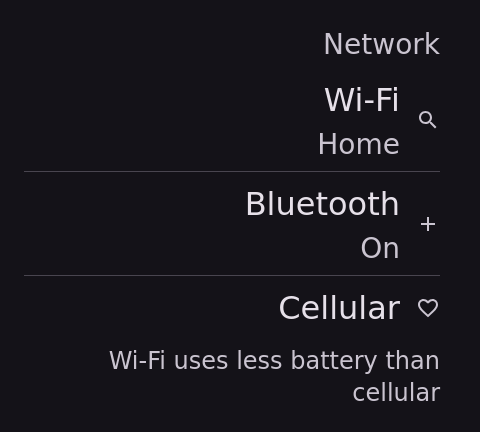 Network
Wi-Fi
Home
Bluetooth
On
Cellular
Wi-Fi uses less battery than
cellular